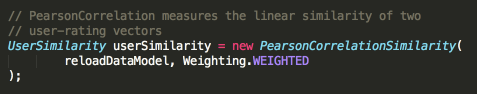 // PearsonCorrelation measures the linear similarity of two
// user-rating vectors
UserSimilarity userSimilarity = new PearsonCorrelationSimilarity(
        reloadDataModel, Weighting.WEIGHTED
);